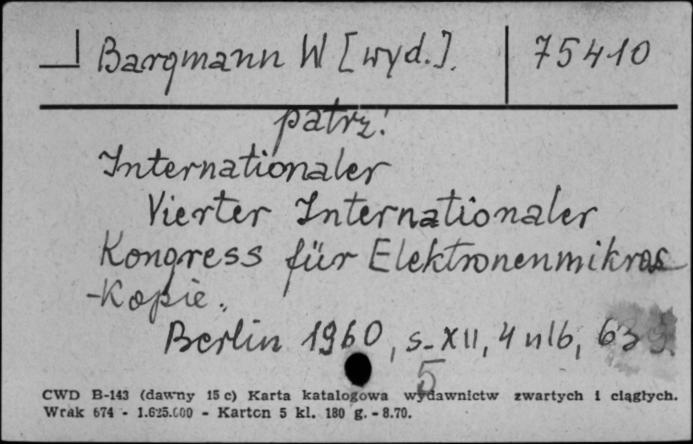 Bargmann W [wyd.]. 75410
patrz:
Internationaler
Vierter Internationaler
Kongress für Elektronenmikros
-kopie.
Berlin 1960, s. XII, 4 nlb,
5
CWD B-143 (dawny 15 c) Karta katalogowa wydawnictw zwartych i ciągłych.
Wrak 674 - 1.625.000 - Karton 5 kl. 180 g. - 8.70.